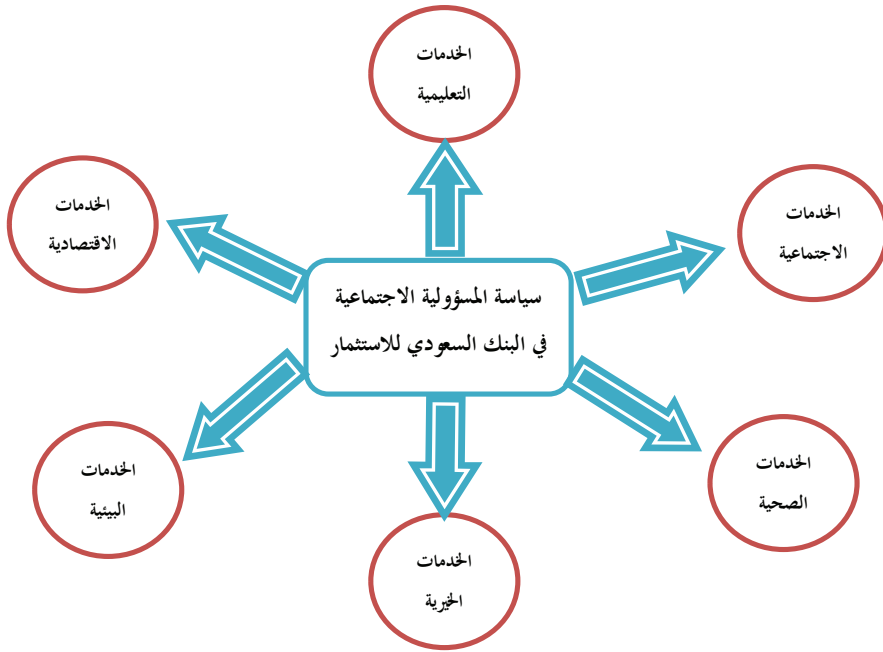 الخدمات
التعليمية
الخدمات
الاجتماعية
الخدمات
الاقتصادية
سياسة المسؤولية الاجتماعية
في البنك السعودي للاستثمار
الخدمات
الصحية
الخدمات
البيئية
الخدمات
الخيرية